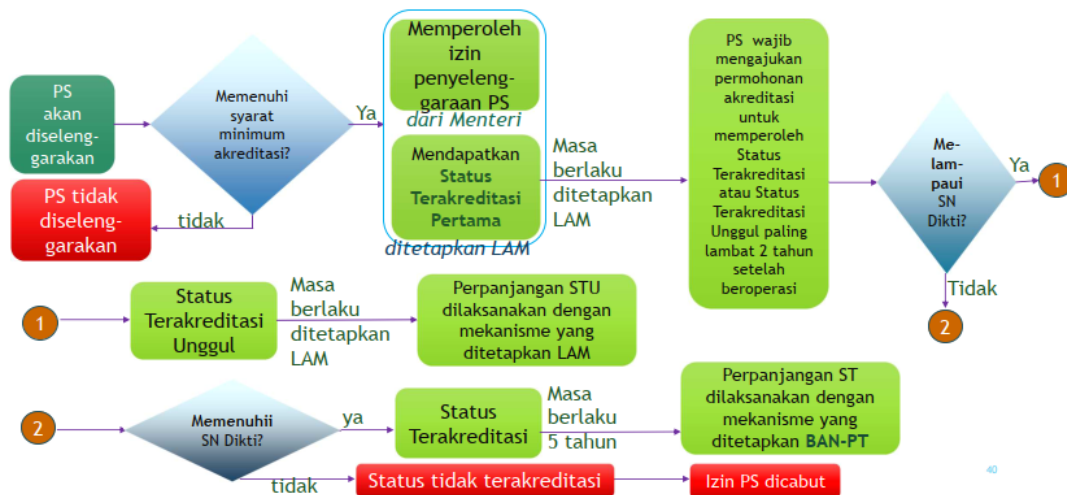 PS
akan
diseleng-
garakan
Memenuhi
syarat
minimum
akreditasi?
Ya
tidak
PS tidak
diseleng-
garakan
Memperoleh
izin
penyeleng-
garaan PS
dari Menteri
Mendapatkan
Status
Terakreditasi
Pertama
ditetapkan LAM
Masa
berlaku
ditetapkan
LAM
PS wajib
mengajukan
permohonan
akreditasi
untuk
memperoleh
Status
Terakreditasi
atau Status
Terakreditasi
Unggul paling
lambat 2 tahun
setelah
beroperasi
Me-
lam-
paui
SN
Dikti?
Ya
1
Tidak
2
1
Status
Terakreditasi
Unggul
Masa
berlaku
ditetapkan
LAM
Perpanjangan STU
dilaksanakan dengan
mekanisme yang
ditetapkan LAM
2
Memenuhii
SN Dikti?
ya
Status
Terakreditasi
Masa
berlaku
5 tahun
Perpanjangan ST
dilaksanakan dengan
mekanisme yang
ditetapkan BAN-PT
tidak
Status tidak terakreditasi
Izin PS dicabut
40